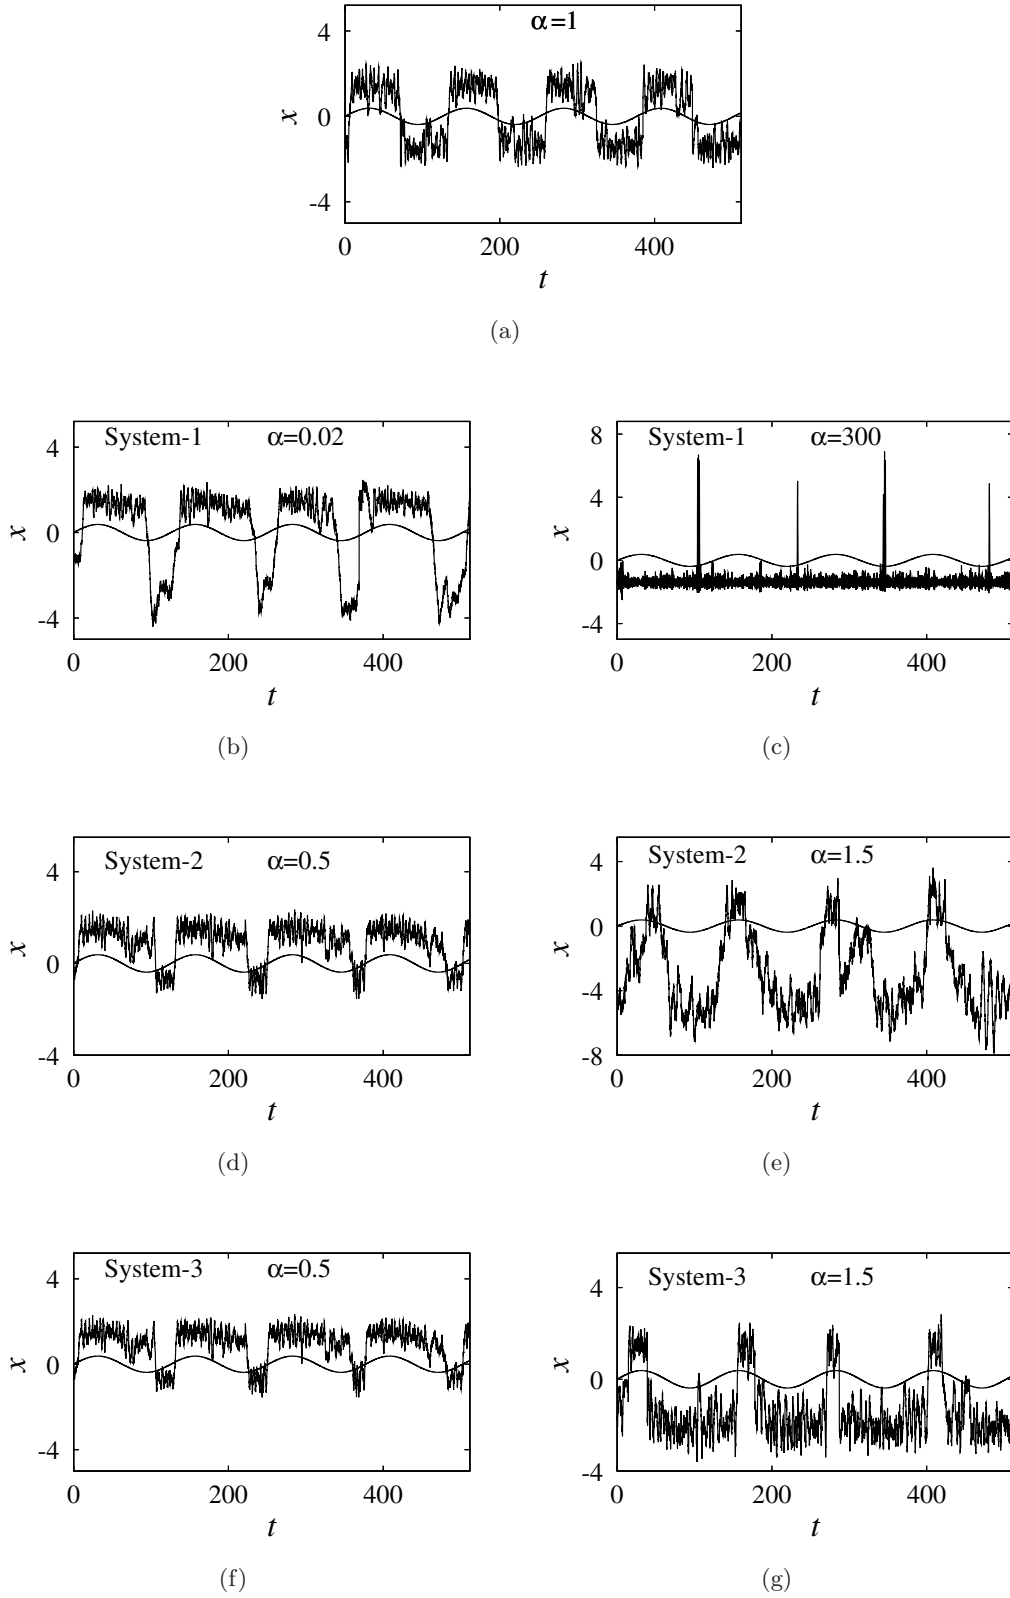 α=1
4
0
-4
x
0 200 400
t
(a)
System-1 α=0.02
4
0
-4
x
0 200 400
t
(b)
System-1 α=300
8
4
0
-4
x
0 200 400
t
(c)
System-2 α=0.5
4
0
-4
x
0 200 400
t
(d)
System-2 α=1.5
4
0
-4
-8
x
0 200 400
t
(e)
System-3 α=0.5
4
0
-4
x
0 200 400
t
(f)
System-3 α=1.5
4
0
-4
x
0 200 400
t
(g)